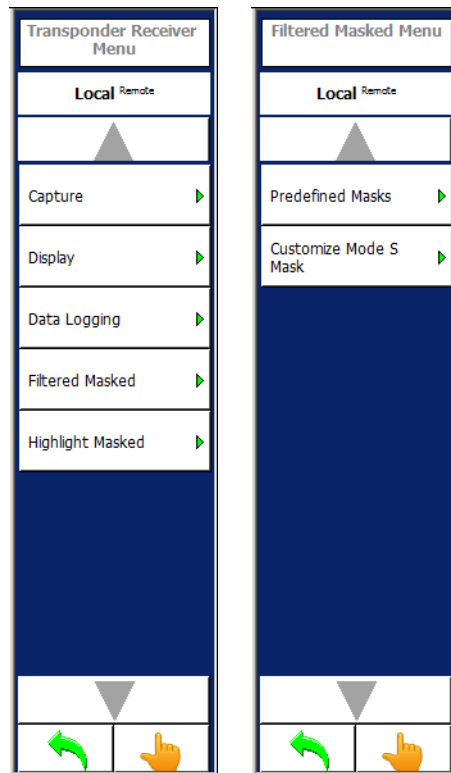 Transponder Receiver
Menu
Local Remote
Capture
Display
Data Logging
Filtered Masked
Highlight Masked
Filtered Masked Menu
Local Remote
Predefined Masks
Customize Mode S
Mask